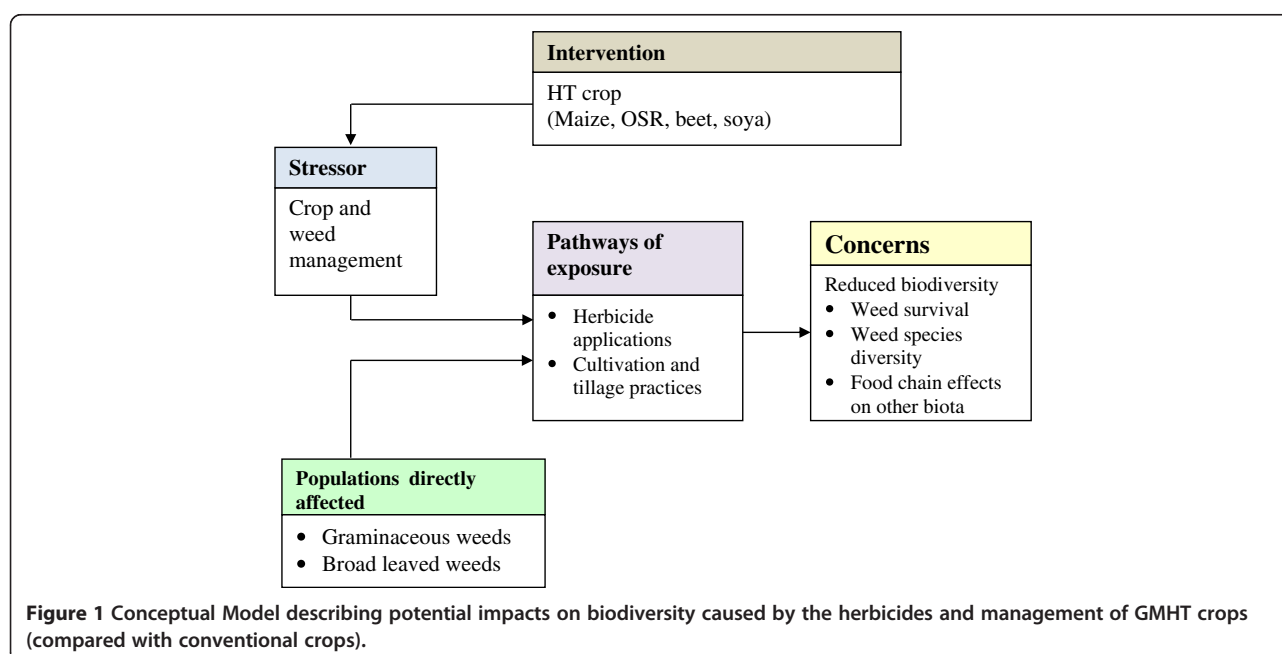 Intervention
HT crop
(Maize, OSR, beet, soya)
Stressor
Crop and
weed
management
Pathways of
exposure
• Herbicide
applications
• Cultivation and
tillage practices
Concerns
Reduced biodiversity
• Weed survival
• Weed species
diversity
• Food chain effects
on other biota
Populations directly
affected
• Graminaceous weeds
• Broad leaved weeds
Figure 1 Conceptual Model describing potential impacts on biodiversity caused by the herbicides and management of GMHT crops
(compared with conventional crops).